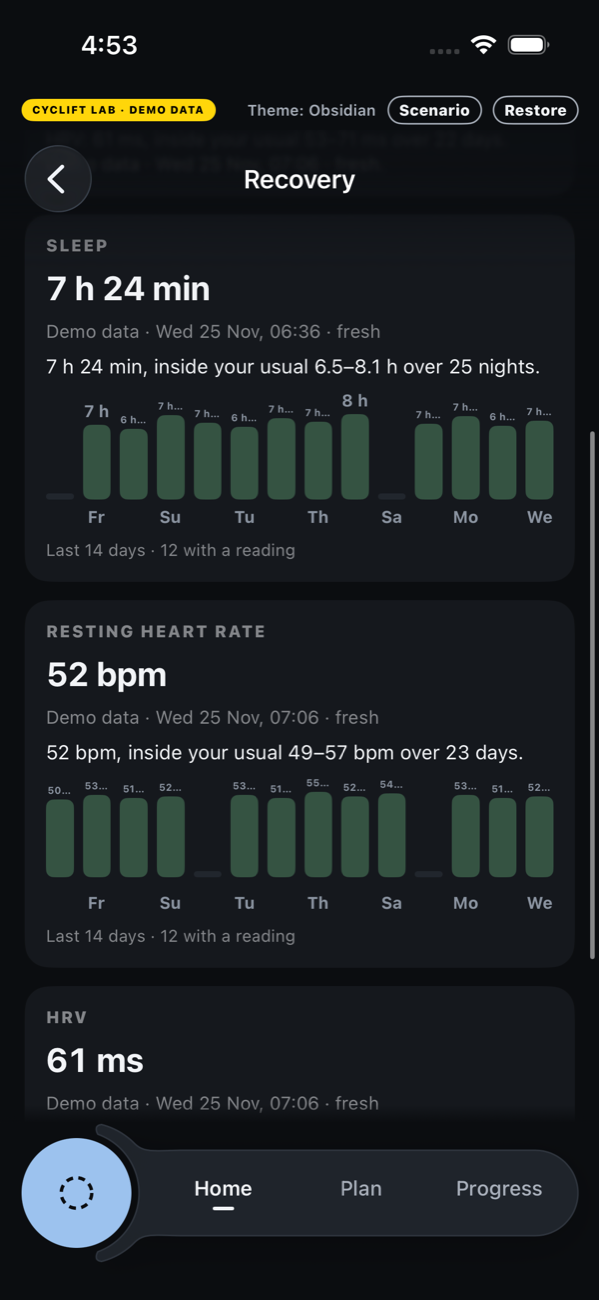 4:53
CYCLIFT LAB · DEMO DATA
Theme: Obsidian
Scenario
Restore
Recovery
SLEEP
7 h 24 min
Demo data · Wed 25 Nov, 06:36 · fresh
7 h 24 min, inside your usual 6.5–8.1 h over 25 nights.
7 h 6 h... 7 h... 7 h... 6 h... 7 h... 7 h... 8 h 7 h... 7 h... 6 h... 7 h...
Fr Su Tu Th Sa Mo We
Last 14 days · 12 with a reading
RESTING HEART RATE
52 bpm
Demo data · Wed 25 Nov, 07:06 · fresh
52 bpm, inside your usual 49–57 bpm over 23 days.
50... 53... 51... 52... 53... 51... 55... 52... 54... 53... 51... 52...
Fr Su Tu Th Sa Mo We
Last 14 days · 12 with a reading
HRV
61 ms
Demo data · Wed 25 Nov, 07:06 · fresh
Home Plan Progress